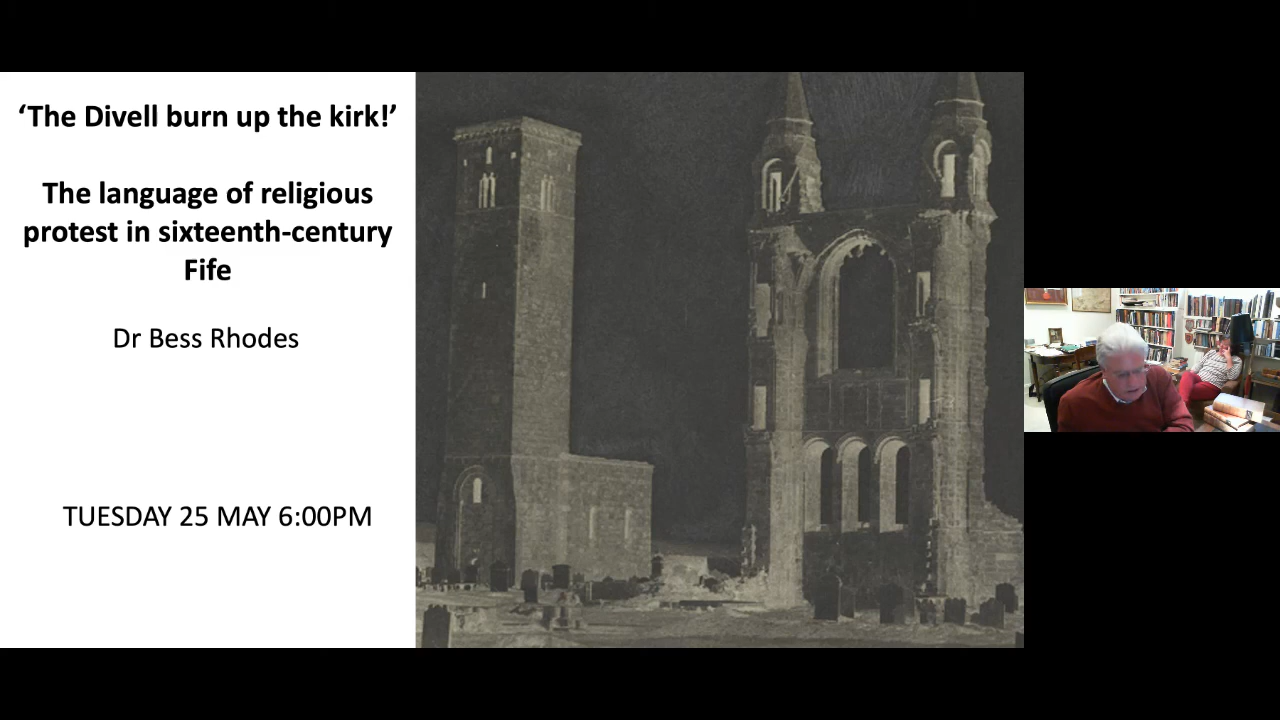 ‘The Divell burn up the kirk!’
The language of religious
protest in sixteenth-century
Fife
Dr Bess Rhodes
TUESDAY 25 MAY 6:00PM